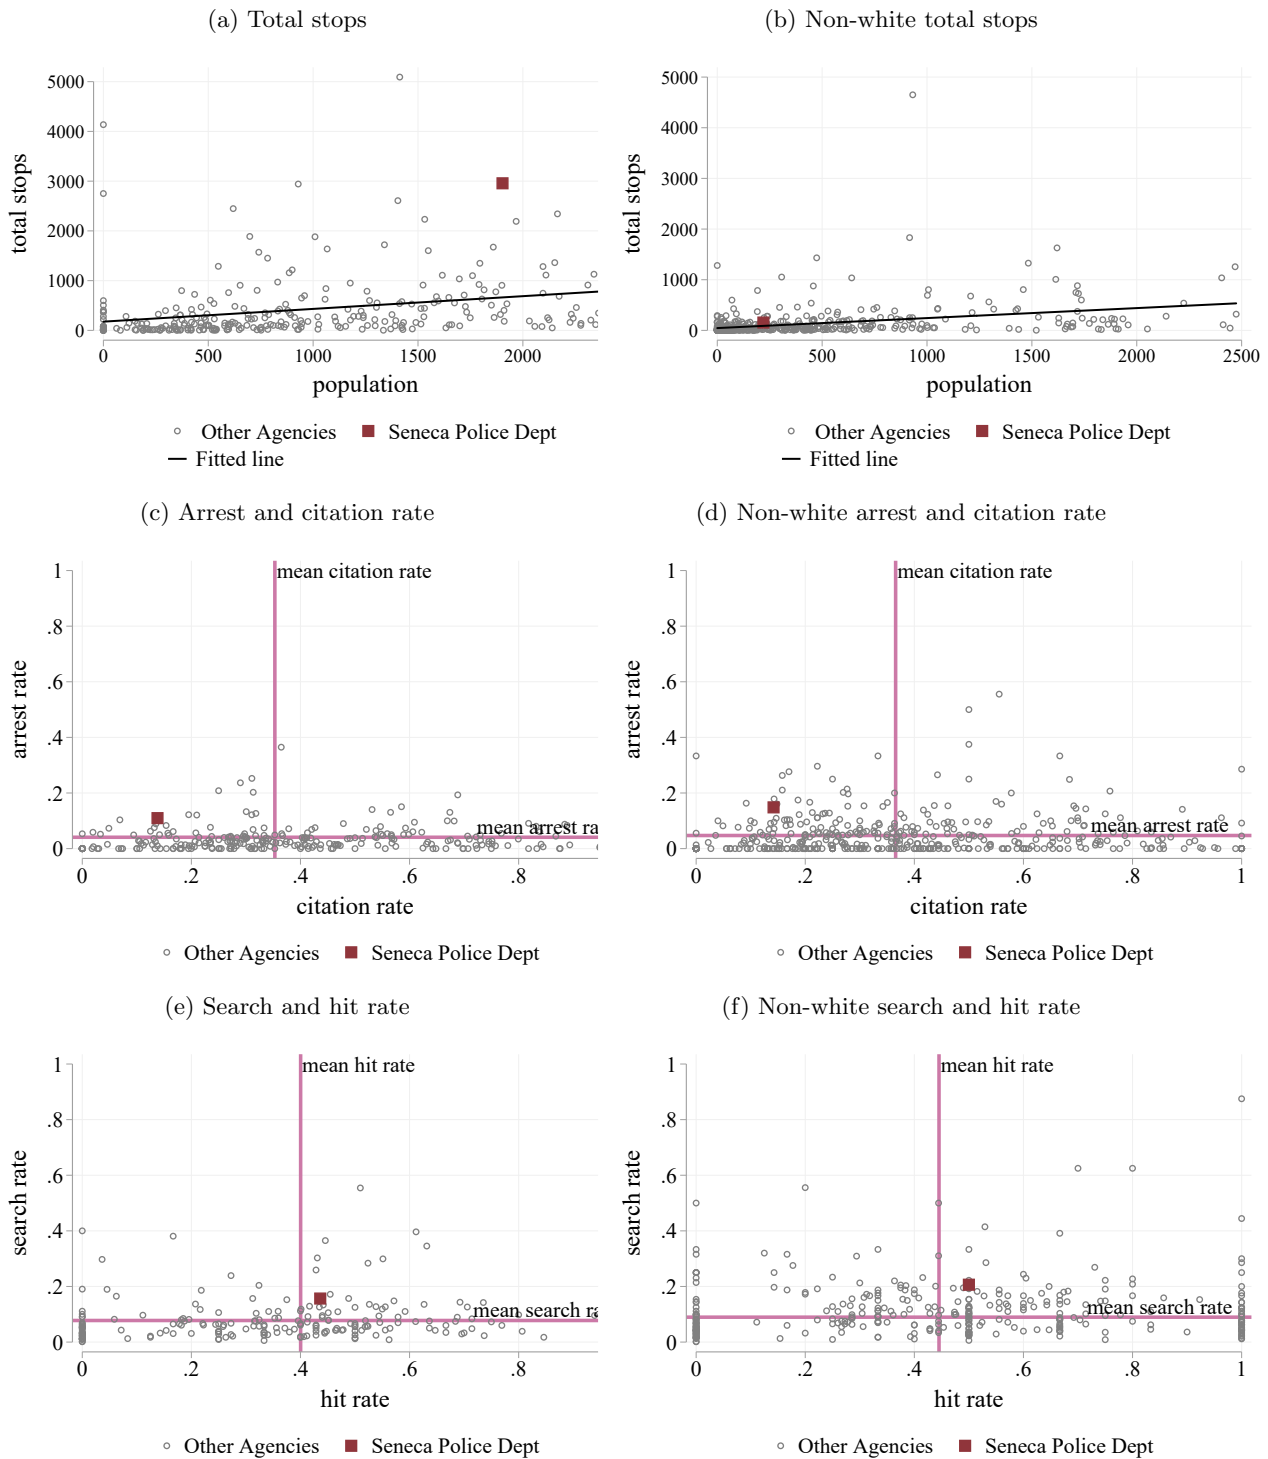 (a) Total stops
(b) Non-white total stops
total stops
5000
4000
3000
2000
1000
0
0 500 1000 1500 2000
population
Other Agencies Seneca Police Dept
Fitted line
total stops
5000
4000
3000
2000
1000
0
0 500 1000 1500 2000 2500
population
Other Agencies Seneca Police Dept
Fitted line
(c) Arrest and citation rate
(d) Non-white arrest and citation rate
arrest rate
1
.8
.6
.4
.2
0
mean citation rate
mean arrest ra
0 .2 .4 .6 .8
citation rate
Other Agencies Seneca Police Dept
arrest rate
1
.8
.6
.4
.2
0
mean citation rate
mean arrest rate
0 .2 .4 .6 .8 1
citation rate
Other Agencies Seneca Police Dept
(e) Search and hit rate
(f) Non-white search and hit rate
search rate
1
.8
.6
.4
.2
0
mean hit rate
mean search ra
0 .2 .4 .6 .8
hit rate
Other Agencies Seneca Police Dept
search rate
1
.8
.6
.4
.2
0
mean hit rate
mean search rate
0 .2 .4 .6 .8 1
hit rate
Other Agencies Seneca Police Dept